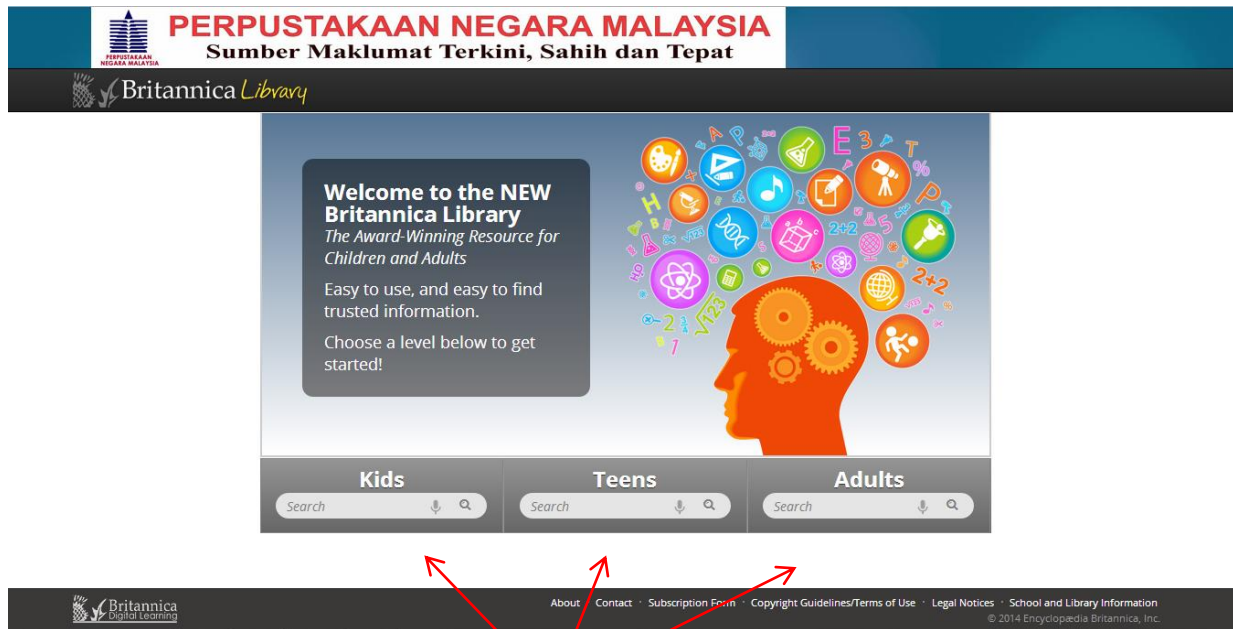 PERPUSTAKAAN NEGARA MALAYSIA
Sumber Maklumat Terkini, Sahih dan Tepat
PERPUSTAKAAN
NEGARA MALAYSIA
Britannica Library
Welcome to the NEW
Britannica Library
The Award-Winning Resource for
Children and Adults
Easy to use, and easy to find
trusted information.
Choose a level below to get
started!
Kids
Teens
Adults
Search
Search
Search
Britannica
Digital Learning
About · Contact · Subscription Form · Copyright Guidelines/Terms of Use · Legal Notices · School and Library Information
© 2014 Encyclopædia Britannica, Inc.